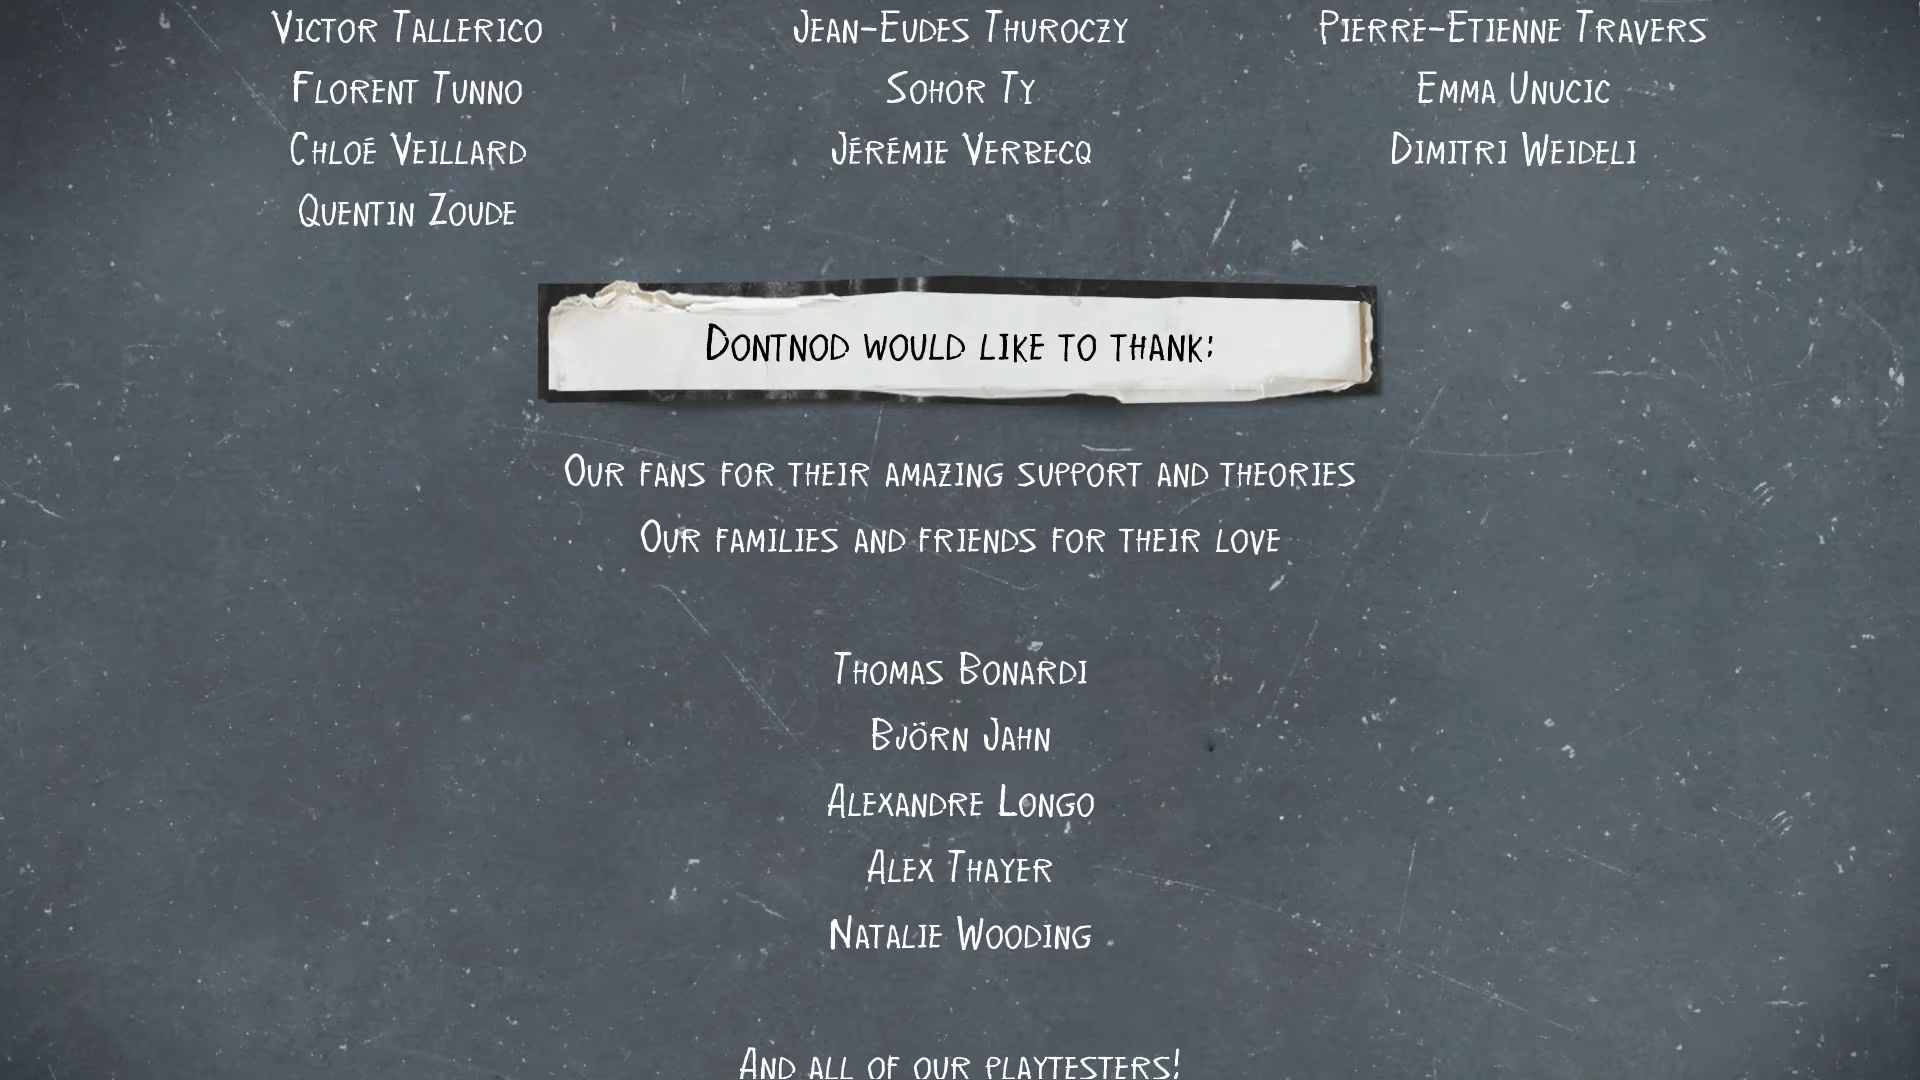 Victor Tallerico Jean-Eudes Thuroczy Pierre-Etienne Travers
Florent Tunno Sohor Ty Emma Unucic
Chloé Veillard Jérémie Verbecq Dimitri Weideli
Quentin Zoude
Dontnod would like to thank:
Our fans for their amazing support and theories
Our families and friends for their love
Thomas Bonardi
Björn Jahn
Alexandre Longo
Alex Thayer
Natalie Wooding
And all of our playtesters!